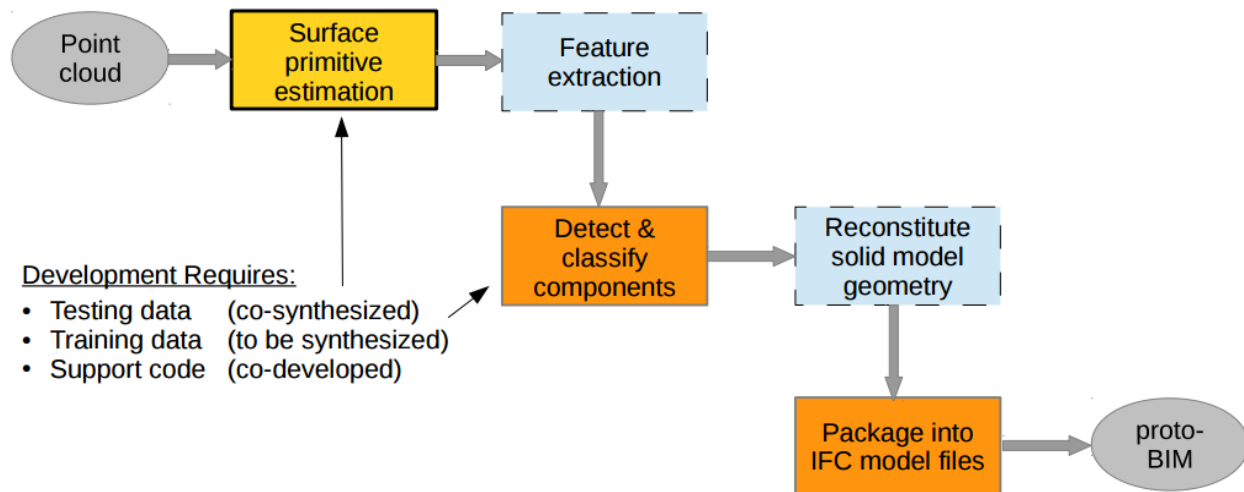 Point
cloud
Surface
primitive
estimation
Feature
extraction
Detect &
classify
components
Reconstitute
solid model
geometry
Development Requires:
• Testing data (co-synthesized)
• Training data (to be synthesized)
• Support code (co-developed)
Package into
IFC model files
proto-
BIM